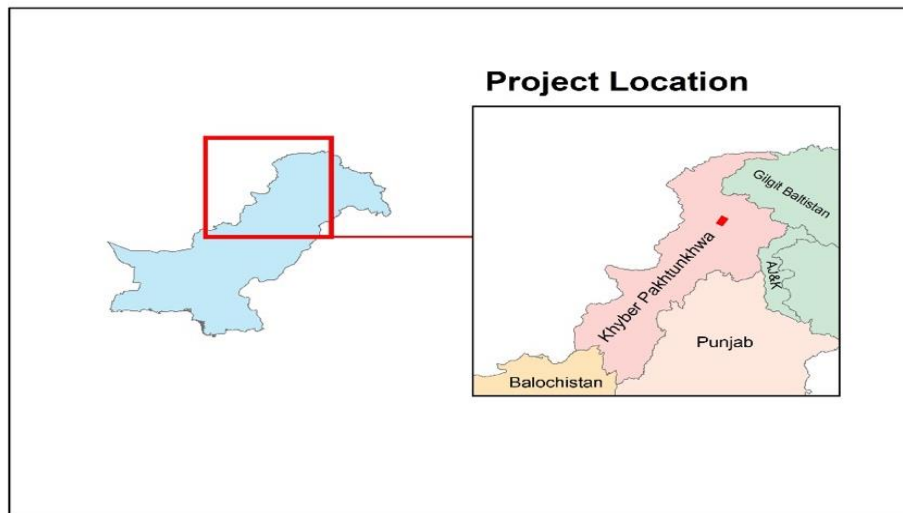 Project Location
Gilgit Baltistan
Khyber Pakhtunkhwa
AJ&K
Punjab
Balochistan